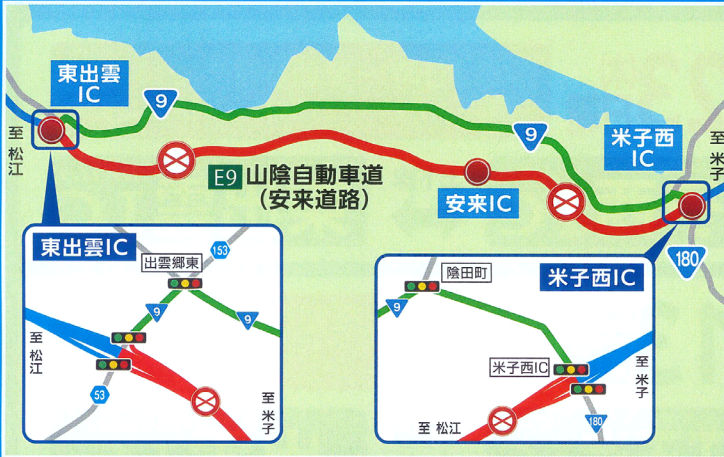 東出雲
IC
9
9
米子西
IC
至 松江
至 米子
E9 山陰自動車道
(安来道路)
安来IC
180
東出雲IC
153
出雲郷東
9
9
至 松江
53
至 米子
米子西IC
陰田町
9
米子西IC
至 米子
至 松江
180